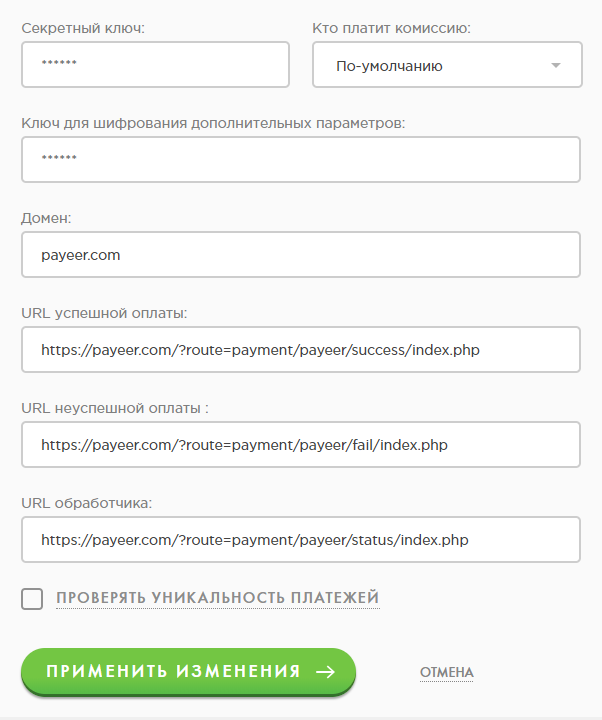 Секретный ключ:
Кто платит комиссию:
******
По-умолчанию
Ключ для шифрования дополнительных параметров:
******
Домен:
payeer.com
URL успешной оплаты:
https://payeer.com/?route=payment/payeer/success/index.php
URL неуспешной оплаты :
https://payeer.com/?route=payment/payeer/fail/index.php
URL обработчика:
https://payeer.com/?route=payment/payeer/status/index.php
ПРОВЕРЯТЬ УНИКАЛЬНОСТЬ ПЛАТЕЖЕЙ
ПРИМЕНИТЬ ИЗМЕНЕНИЯ →
ОТМЕНА